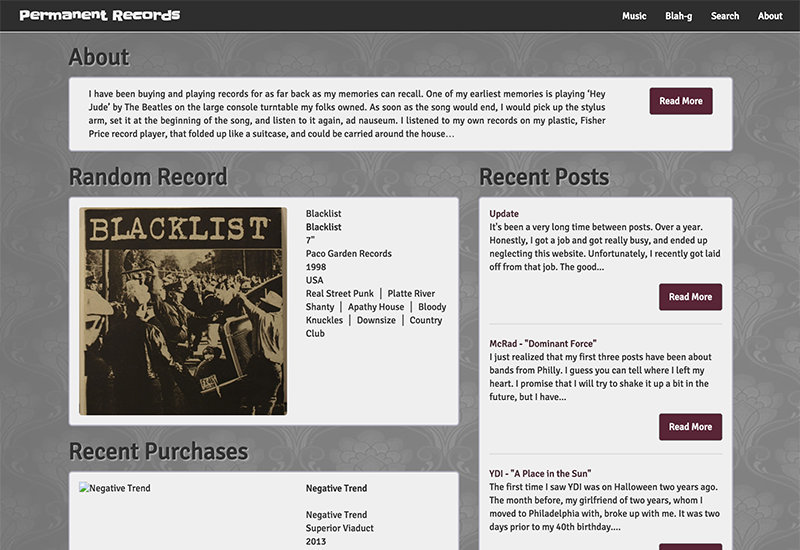 Permanent Records
Music Blah-g Search About
About
I have been buying and playing records for as far back as my memories can recall. One of my earliest memories is playing ‘Hey
Jude’ by The Beatles on the large console turntable my folks owned. As soon as the song would end, I would pick up the stylus
arm, set it at the beginning of the song, and listen to it again, ad nauseum. I listened to my own records on my plastic, Fisher
Price record player, that folded up like a suitcase, and could be carried around the house…
Read More
Random Record
BLACKLIST
Blacklist
Blacklist
7"
Paco Garden Records
1998
USA
Real Street Punk | Platte River
Shanty | Apathy House | Bloody
Knuckles | Downsize | Country
Club
Recent Purchases
Negative Trend
Negative Trend
Negative Trend
Superior Viaduct
2013
Recent Posts
Update
It's been a very long time between posts. Over a year.
Honestly, I got a job and got really busy, and ended up
neglecting this website. Unfortunately, I recently got laid
off from that job. The good...
Read More
McRad - "Dominant Force"
I just realized that my first three posts have been about
bands from Philly. I guess you can tell where I left my
heart. I promise that I will try to shake it up a bit in the
future, but I have...
Read More
YDI - "A Place in the Sun"
The first time I saw YDI was on Halloween two years ago.
The month before, my girlfriend of two years, whom I
moved to Philadelphia with, broke up with me. It was two
days prior to my 40th birthday....